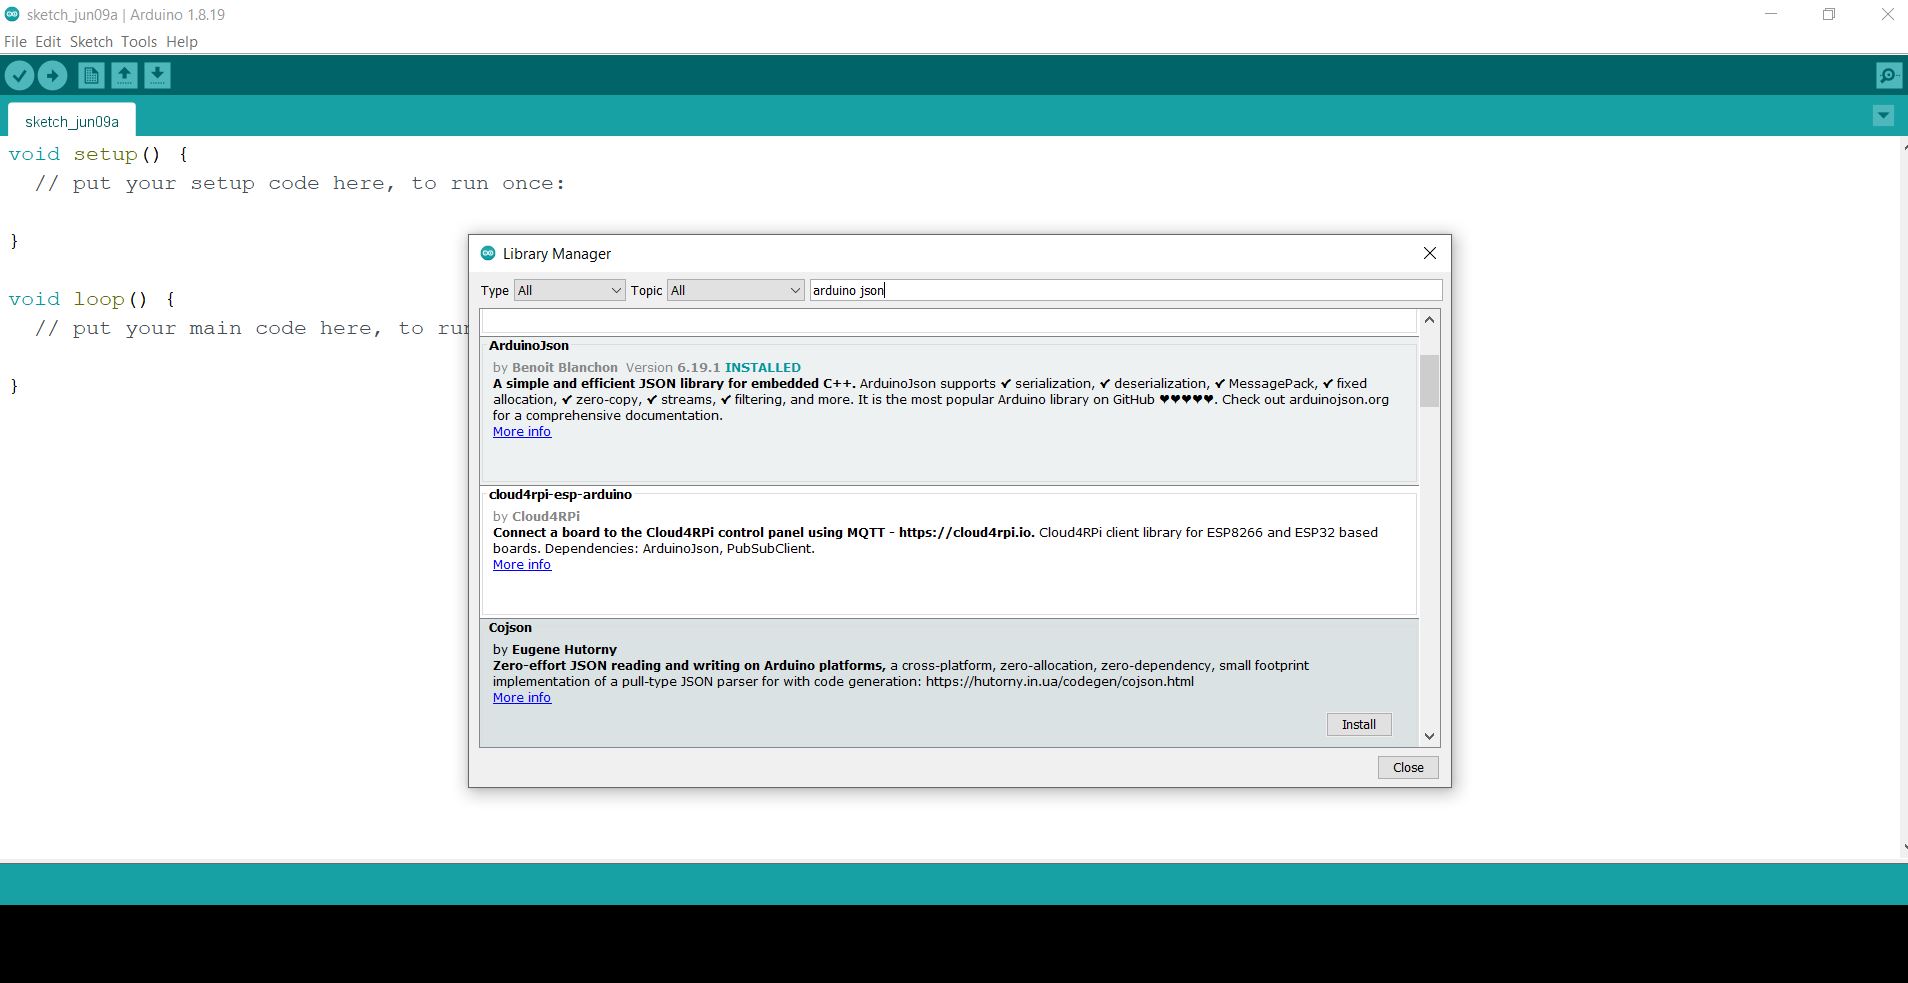 sketch_jun09a | Arduino 1.8.19
File Edit Sketch Tools Help
sketch_jun09a
void setup() {
// put your setup code here, to run once:
}
void loop() {
// put your main code here, to run
}
Library Manager
Type All Topic All arduino json
ArduinoJson
by Benoit Blanchon Version 6.19.1 INSTALLED
A simple and efficient JSON library for embedded C++. ArduinoJson supports ✔ serialization, ✔ deserialization, ✔ MessagePack, ✔ fixed
allocation, ✔ zero-copy, ✔ streams, ✔ filtering, and more. It is the most popular Arduino library on GitHub ❤❤❤❤❤. Check out arduinojson.org
for a comprehensive documentation.
More info
cloud4rpi-esp-arduino
by Cloud4RPi
Connect a board to the Cloud4RPi control panel using MQTT - https://cloud4rpi.io. Cloud4RPi client library for ESP8266 and ESP32 based
boards. Dependencies: ArduinoJson, PubSubClient.
More info
Cojson
by Eugene Hutorny
Zero-effort JSON reading and writing on Arduino platforms, a cross-platform, zero-allocation, zero-dependency, small footprint
implementation of a pull-type JSON parser for with code generation: https://hutorny.in.ua/codegen/cojson.html
More info
Install
Close